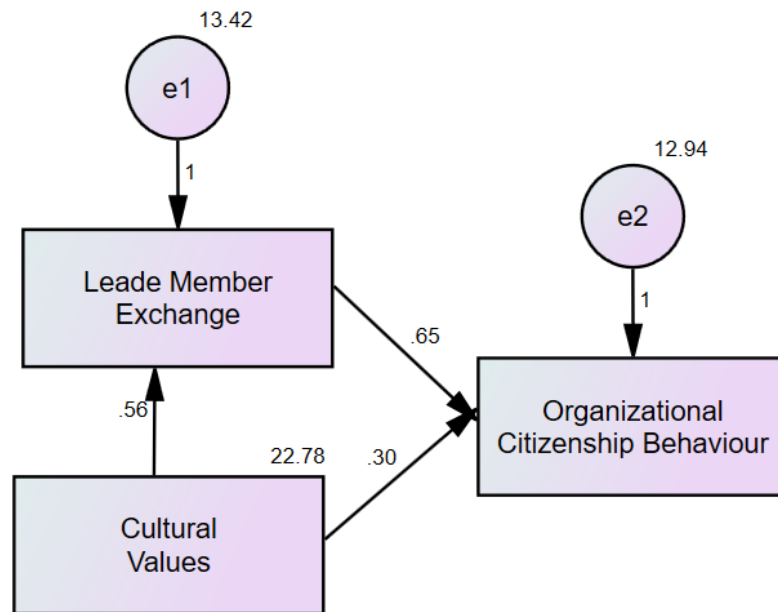 13.42
e1
1
12.94
e2
1
Leade Member
Exchange
.65
Organizational
Citizenship Behaviour
.56
22.78
.30
Cultural
Values